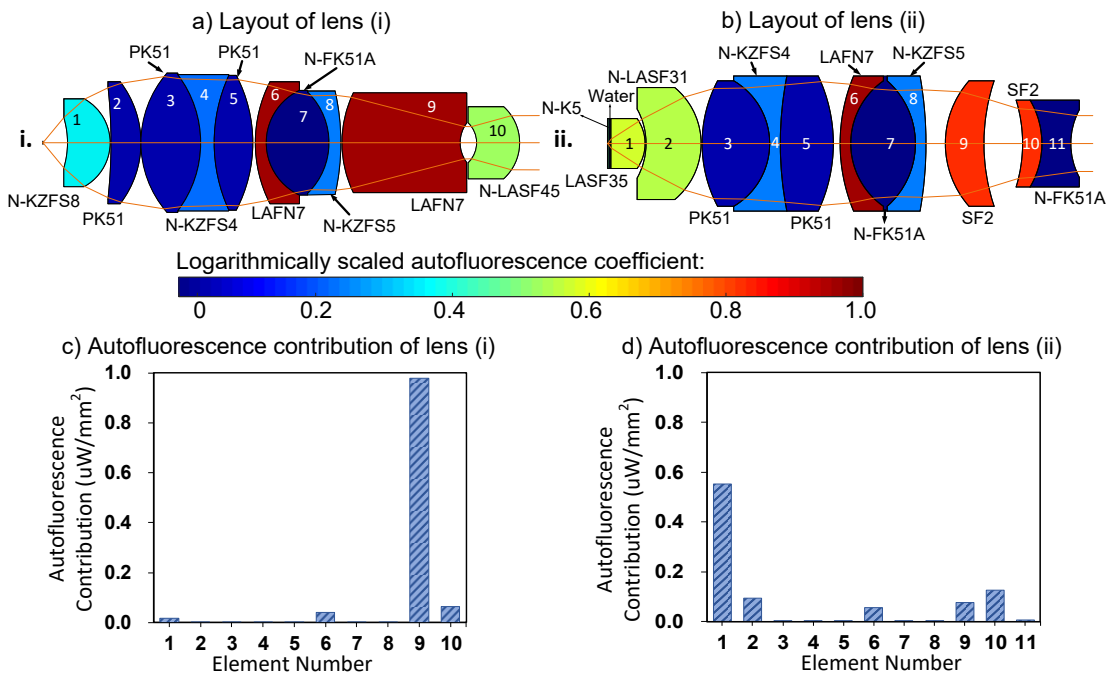 a) Layout of lens (i)
b) Layout of lens (ii)
PK51
PK51
N-FK51A
1
2
3
4
5
6
7
8
9
10
i.
N-KZFS8
PK51
N-KZFS4
LAFN7
N-KZFS5
LAFN7
N-LASF45
N-KZFS4
LAFN7
N-KZFS5
N-LASF31
N-K5
Water
SF2
1
2
3
4
5
6
7
8
9
10
11
ii.
LASF35
PK51
PK51
N-FK51A
SF2
N-FK51A
Logarithmically scaled autofluorescence coefficient:
0 0.2 0.4 0.6 0.8 1.0
c) Autofluorescence contribution of lens (i)
Autofluorescence
Contribution (uW/mm²)
1.0
0.8
0.6
0.4
0.2
0.0
1 2 3 4 5 6 7 8 9 10
Element Number
d) Autofluorescence contribution of lens (ii)
Autofluorescence
Contribution (uW/mm²)
1.0
0.8
0.6
0.4
0.2
0.0
1 2 3 4 5 6 7 8 9 10 11
Element Number